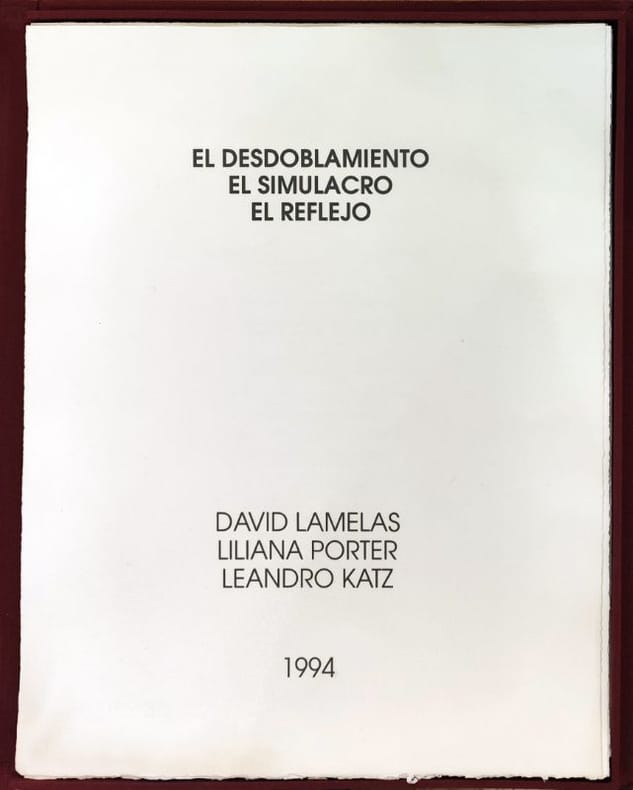 EL DESDOBLAMIENTO
EL SIMULACRO
EL REFLEJO
DAVID LAMELAS
LILIANA PORTER
LEANDRO KATZ
1994